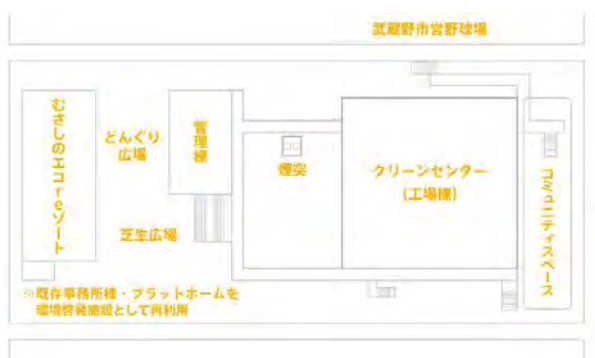 武蔵野市営野球場
むさしのエコreゾート
どんぐり
広場
管理棟
煙突
クリーンセンター
(工場棟)
コミュニティスペース
芝生広場
※既存事務所棟・プラットホームを
環境啓発施設として再利用